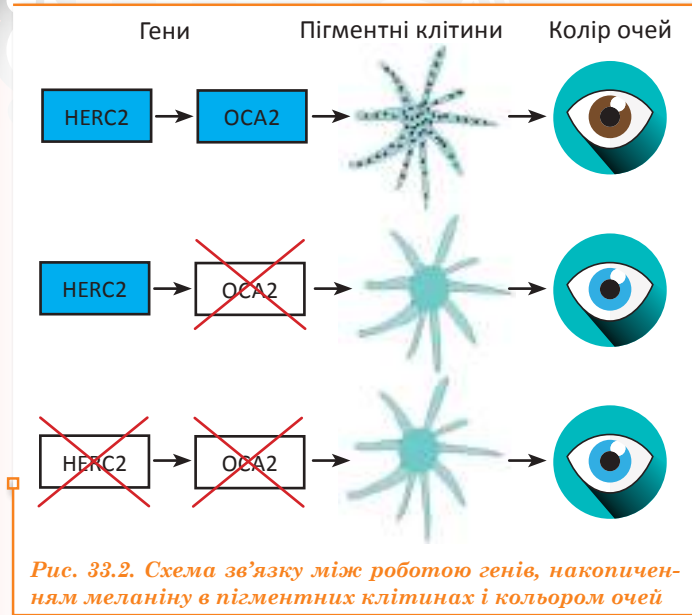 Гени Пігментні клітини Колір очей
HERC2 OCA2
HERC2 OCA2
HERC2 OCA2
Рис. 33.2. Схема зв’язку між роботою генів, накопичен-
ням меланіну в пігментних клітинах і кольором очей